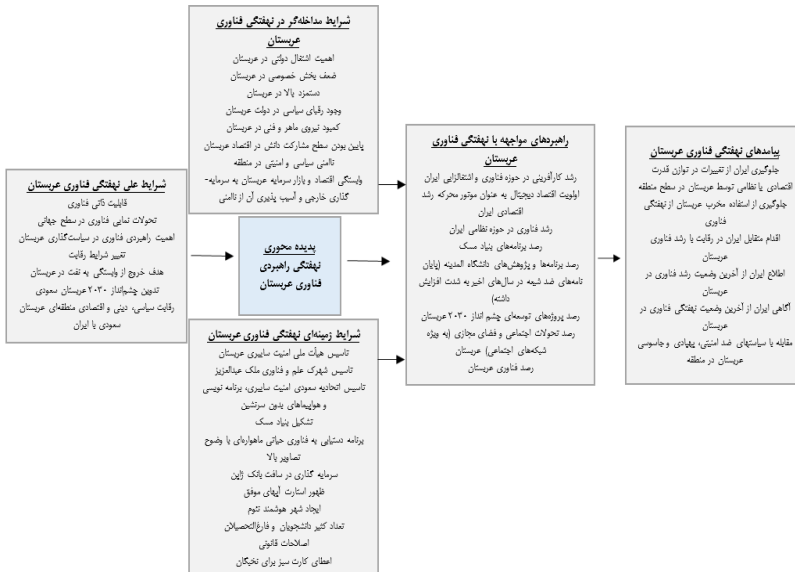 شرایط مداخله‌گر در نهفتگی فناوری
عربستان
اهمیت اشتغال دولتی در عربستان
ضعف بخش خصوصی در عربستان
دستمزد بالا در عربستان
وجود رقبای سیاسی در دولت عربستان
کمبود نیروی ماهر و فنی در عربستان
پایین بودن سطح مشارکت دانش در اقتصاد عربستان
ناامنی سیاسی و امنیتی در منطقه
وابستگی اقتصاد و بازار سرمایه عربستان به سرمایه-
گذاری خارجی و آسیب پذیری آن از ناامنی
شرایط علی نهفتگی فناوری عربستان
قابلیت ذاتی فناوری
تحولات نمایی فناوری در سطح جهانی
اهمیت راهبردی فناوری در سیاست‌گذاری عربستان
تغییر شرایط رقابت
هدف خروج از وابستگی به نفت در عربستان
تدوین چشم‌انداز ۲۰۳۰ عربستان سعودی
رقابت سیاسی، دینی و اقتصادی منطقه‌ای عربستان
سعودی با ایران
پدیده محوری
نهفتگی راهبردی
فناوری عربستان
شرایط زمینه‌ای نهفتگی فناوری عربستان
تاسیس هیأت ملی امنیت سایبری عربستان
تاسیس شهرک علم و فناوری ملک عبدالعزیز
تاسیس اتحادیه سعودی امنیت سایبری، برنامه نویسی
و هواپیماهای بدون سرنشین
تشکیل بنیاد مسک
برنامه دستیابی به فناوری حیاتی ماهواره‌ای با وضوح
تصاویر بالا
سرمایه گذاری در سافت بانک ژاپن
ظهور استارت آپهای موفق
ایجاد شهر هوشمند نئوم
تعداد کثیر دانشجویان و فارغ‌التحصیلان
اصلاحات قانونی
اعطای کارت سبز برای نخبگان
راهبردهای مواجهه با نهفتگی فناوری
عربستان
رشد کارآفرینی در حوزه فناوری و اشتغالزایی ایران
اولویت اقتصاد دیجیتال به عنوان موتور محرکه رشد
اقتصادی ایران
رشد فناوری در حوزه نظامی ایران
رصد برنامه‌های بنیاد مسک
رصد برنامه‌ها و پژوهش‌های دانشگاه المدینه (پایان
نامه‌های ضد شیعه در سال‌های اخیر به شدت افزایش
داشته)
رصد پروژه‌های توسعه‌ای چشم انداز ۲۰۳۰ عربستان
رصد تحولات اجتماعی و فضای مجازی (به ویژه
شبکه‌های اجتماعی) عربستان
رصد فناوری عربستان
پیامدهای نهفتگی فناوری عربستان
جلوگیری ایران از تغییرات در توازن قدرت
اقتصادی یا نظامی توسط عربستان در سطح منطقه
جلوگیری از استفاده مخرب عربستان از نهفتگی
فناوری
اقدام متقابل ایران در رقابت با رشد فناوری
عربستان
اطلاع ایران از آخرین وضعیت رشد فناوری در
عربستان
آگاهی ایران از آخرین وضعیت نهفتگی فناوری در
عربستان
مقابله با سیاستهای ضد امنیتی، پهپادی و جاسوسی
عربستان در منطقه